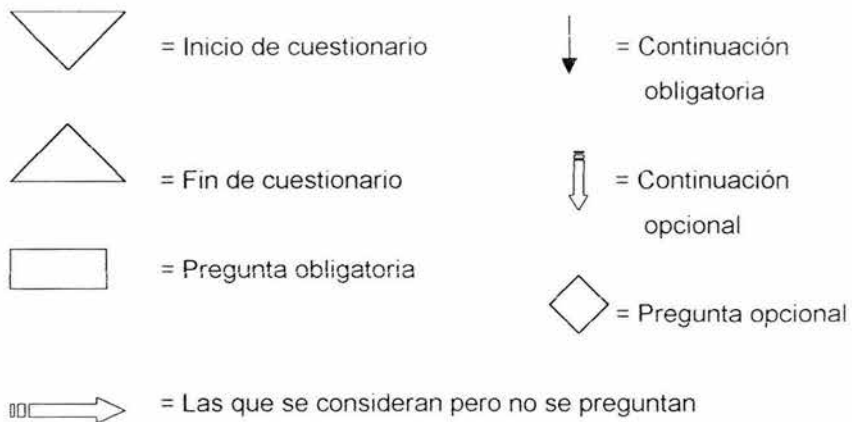 = Inicio de cuestionario
= Continuación
obligatoria
= Fin de cuestionario
= Continuación
opcional
= Pregunta obligatoria
= Pregunta opcional
= Las que se consideran pero no se preguntan